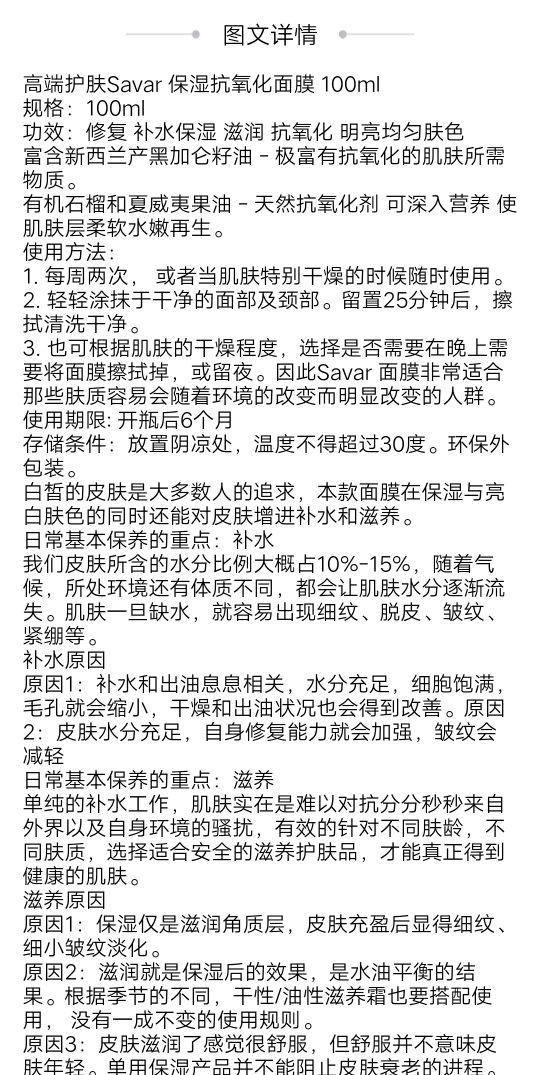 图文详情
高端护肤Savar 保湿抗氧化面膜 100ml
规格：100ml
功效：修复 补水保湿 滋润 抗氧化 明亮均匀肤色
富含新西兰产黑加仑籽油 - 极富有抗氧化的肌肤所需
物质。
有机石榴和夏威夷果油 - 天然抗氧化剂 可深入营养 使
肌肤层柔软水嫩再生。
使用方法：
1. 每周两次， 或者当肌肤特别干燥的时候随时使用。
2. 轻轻涂抹于干净的面部及颈部。留置25分钟后，擦
拭清洗干净。
3. 也可根据肌肤的干燥程度，选择是否需要在晚上需
要将面膜擦拭掉，或留夜。因此Savar 面膜非常适合
那些肤质容易会随着环境的改变而明显改变的人群。
使用期限: 开瓶后6个月
存储条件：放置阴凉处，温度不得超过30度。环保外
包装。
白皙的皮肤是大多数人的追求，本款面膜在保湿与亮
白肤色的同时还能对皮肤增进补水和滋养。
日常基本保养的重点：补水
我们皮肤所含的水分比例大概占10%-15%，随着气
候，所处环境还有体质不同，都会让肌肤水分逐渐流
失。肌肤一旦缺水，就容易出现细纹、脱皮、皱纹、
紧绷等。
补水原因
原因1：补水和出油息息相关，水分充足，细胞饱满，
毛孔就会缩小，干燥和出油状况也会得到改善。原因
2：皮肤水分充足，自身修复能力就会加强，皱纹会
减轻
日常基本保养的重点：滋养
单纯的补水工作，肌肤实在是难以对抗分分秒秒来自
外界以及自身环境的骚扰，有效的针对不同肤龄，不
同肤质，选择适合安全的滋养护肤品，才能真正得到
健康的肌肤。
滋养原因
原因1：保湿仅是滋润角质层，皮肤充盈后显得细纹、
细小皱纹淡化。
原因2：滋润就是保湿后的效果，是水油平衡的结
果。根据季节的不同，干性/油性滋养霜也要搭配使
用， 没有一成不变的使用规则。
原因3：皮肤滋润了感觉很舒服，但舒服并不意味皮
肤年轻。单用保湿产品并不能阻止皮肤衰老的进程。